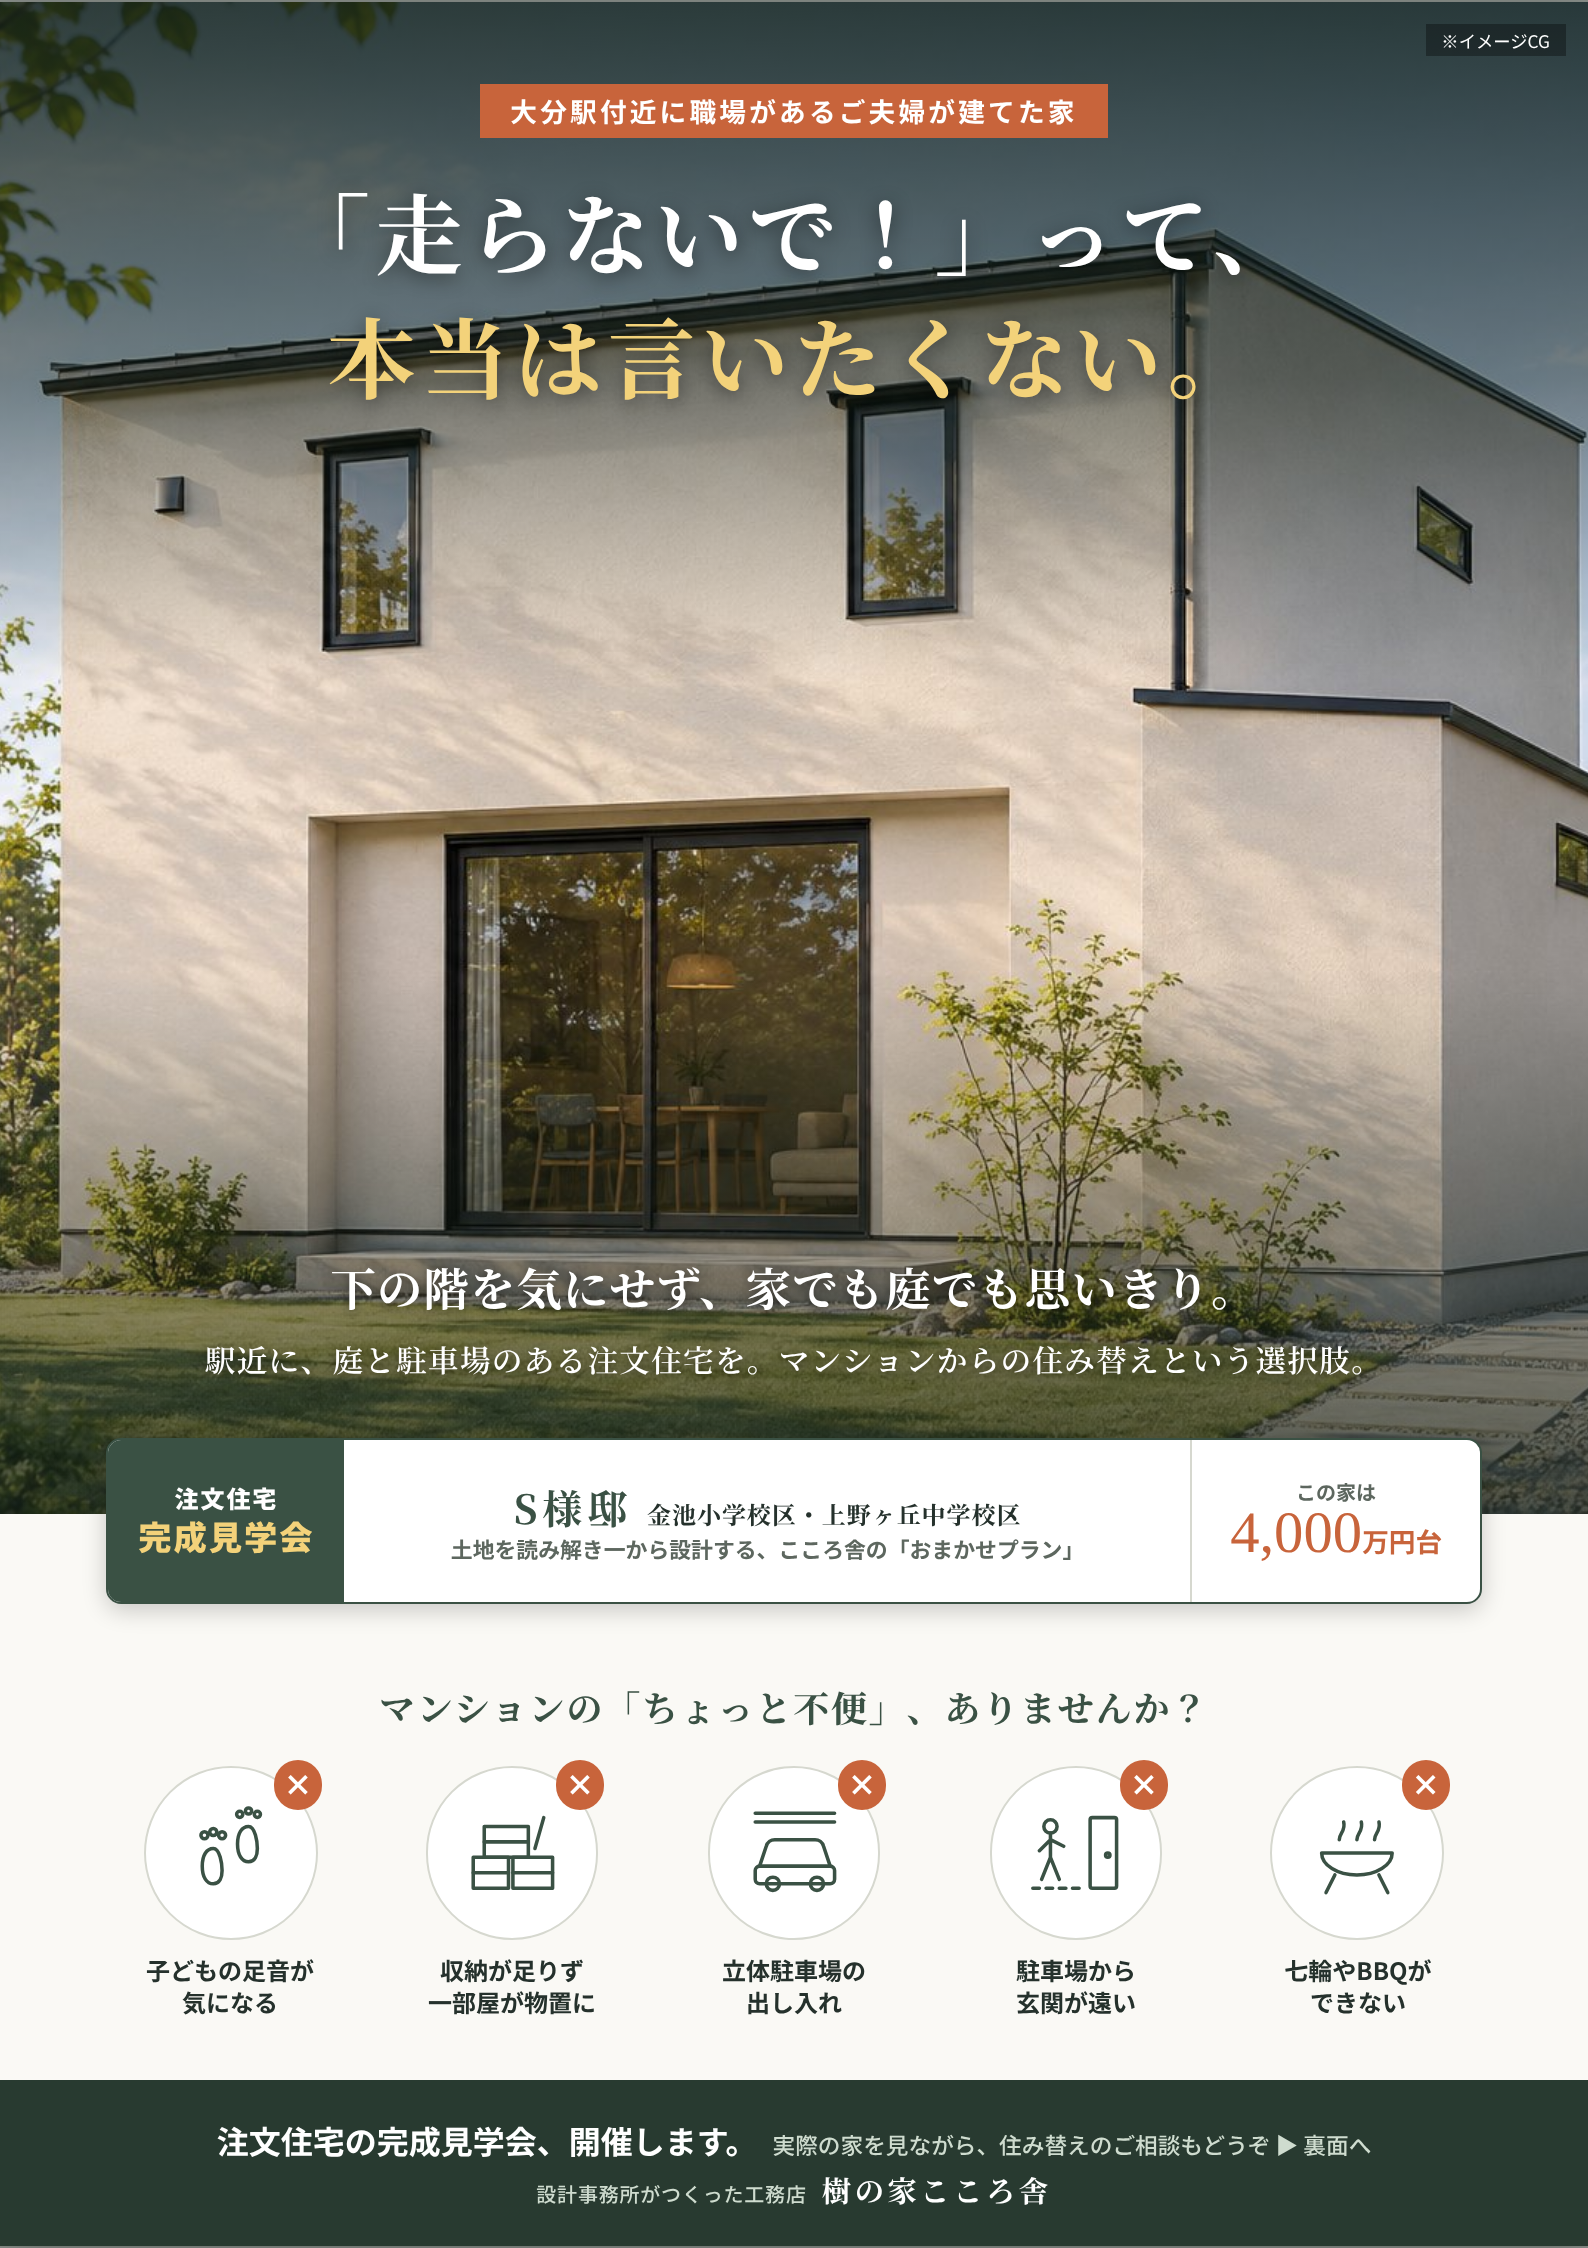 ※イメージCG
大分駅付近に職場があるご夫婦が建てた家
「走らないで！」って、
本当は言いたくない。
下の階を気にせず、家でも庭でも思いきり。
駅近に、庭と駐車場のある注文住宅を。マンションからの住み替えという選択肢。
注文住宅
完成見学会
S様邸 金池小学校区・上野ヶ丘中学校区
土地を読み解き一から設計する、こころ舎の「おまかせプラン」
この家は
4,000万円台
マンションの「ちょっと不便」、ありませんか？
子どもの足音が
気になる
収納が足りず
一部屋が物置に
立体駐車場の
出し入れ
駐車場から
玄関が遠い
七輪やBBQが
できない
注文住宅の完成見学会、開催します。 実際の家を見ながら、住み替えのご相談もどうぞ ▶ 裏面へ
設計事務所がつくった工務店 樹の家こころ舎